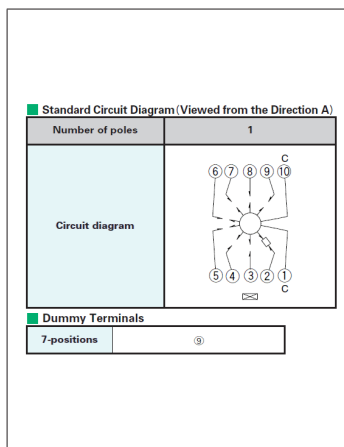 Standard Circuit Diagram (Viewed from the Direction A)
Number of poles 1
Circuit diagram
C
⑥ ⑦ ⑧ ⑨ ⑩
⑤ ④ ③ ② ①
C
Dummy Terminals
7-positions ⑨